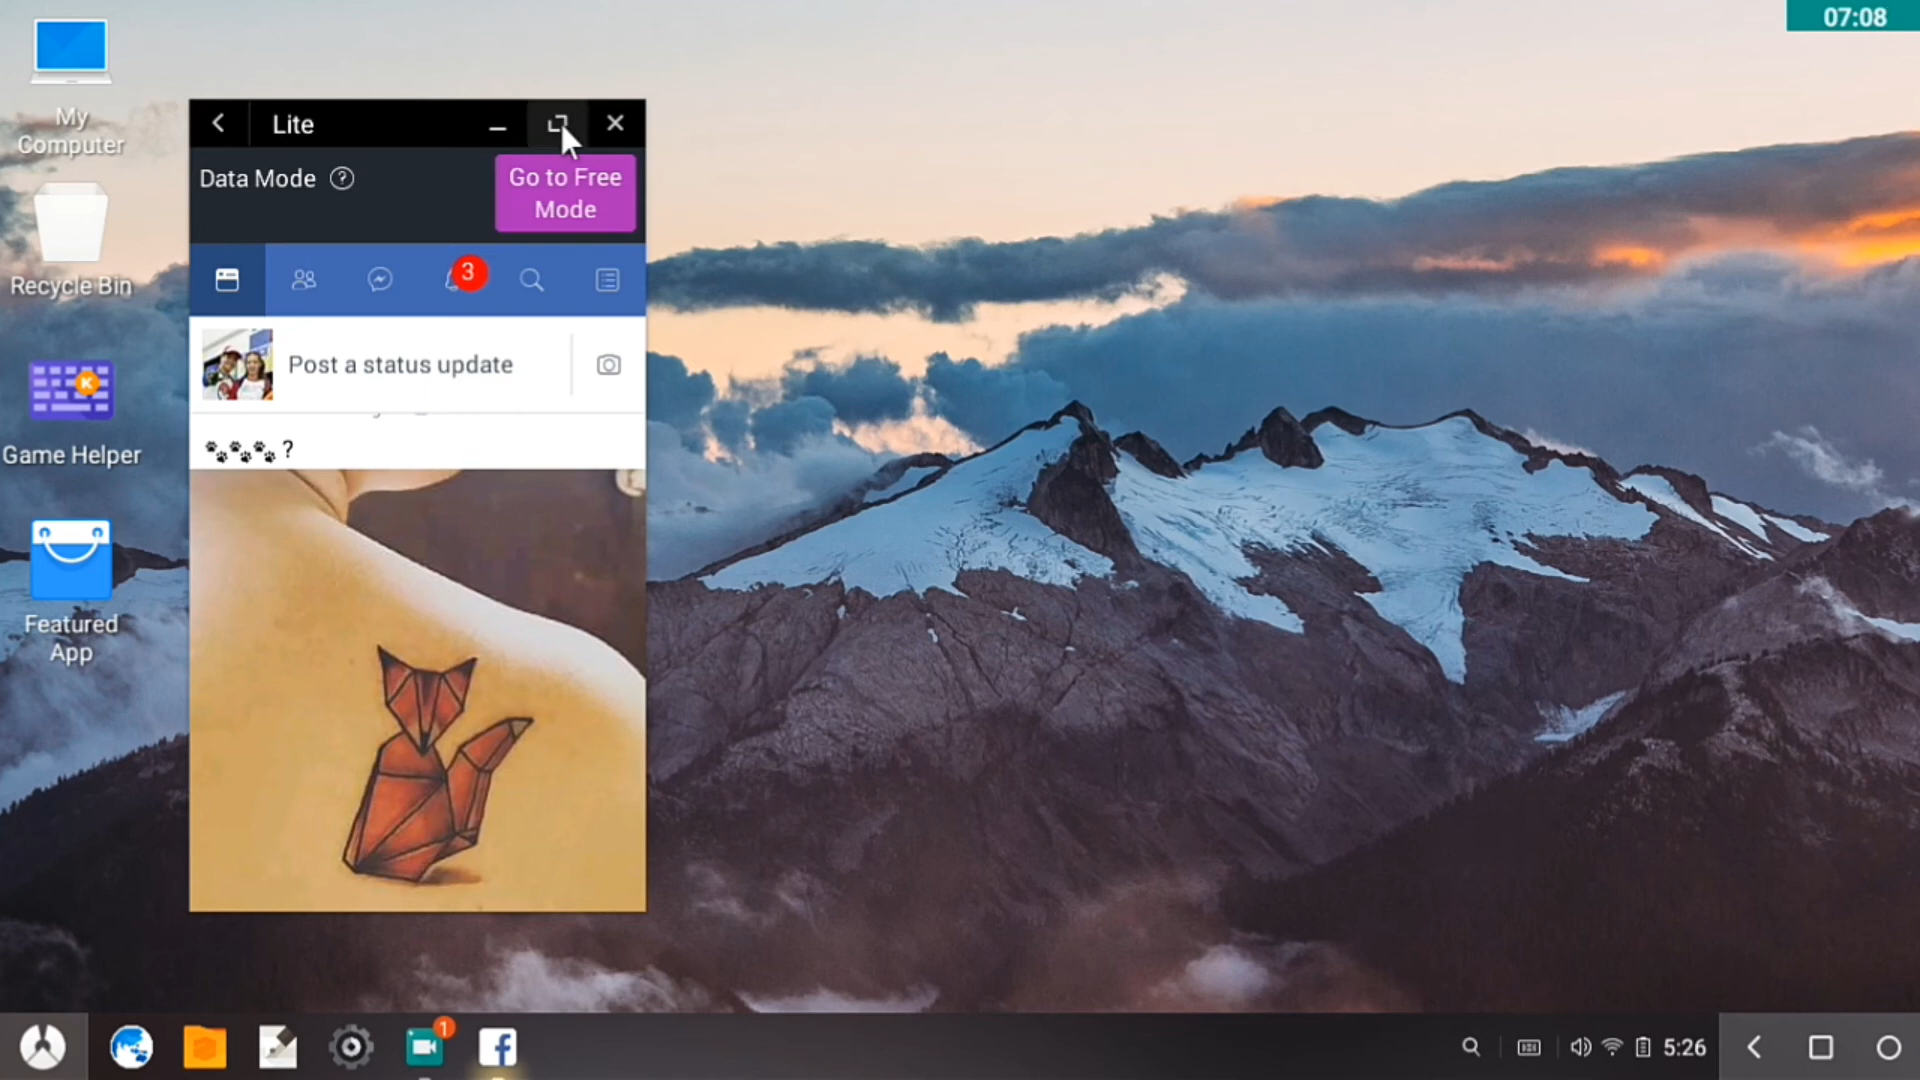 07:08
My
Computer
Recycle Bin
Game Helper
Featured
App
Lite
Data Mode ?
Go to Free
Mode
3
Post a status update
?
1
5:26